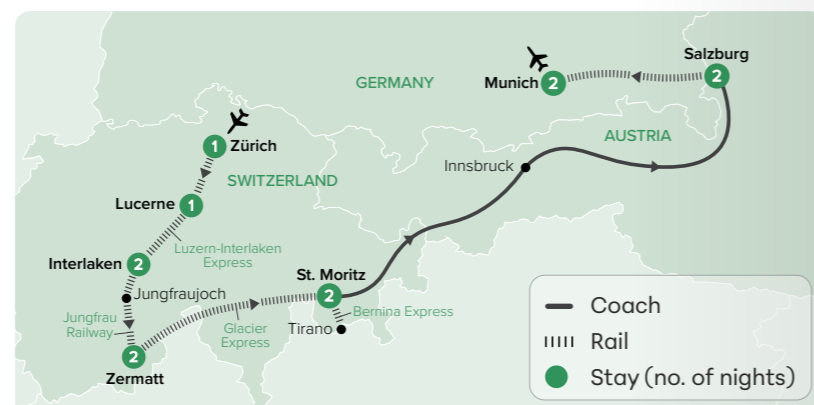 Salzburg
2
Munich
2
GERMANY
AUSTRIA
Zürich
1
Innsbruck
SWITZERLAND
Lucerne
1
Luzern-Interlaken
Express
Interlaken
2
St. Moritz
2
Jungfraujoch
Jungfrau
Railway
Glacier
Express
Bernina Express
Tirano
Zermatt
2
Coach
Rail
Stay (no. of nights)